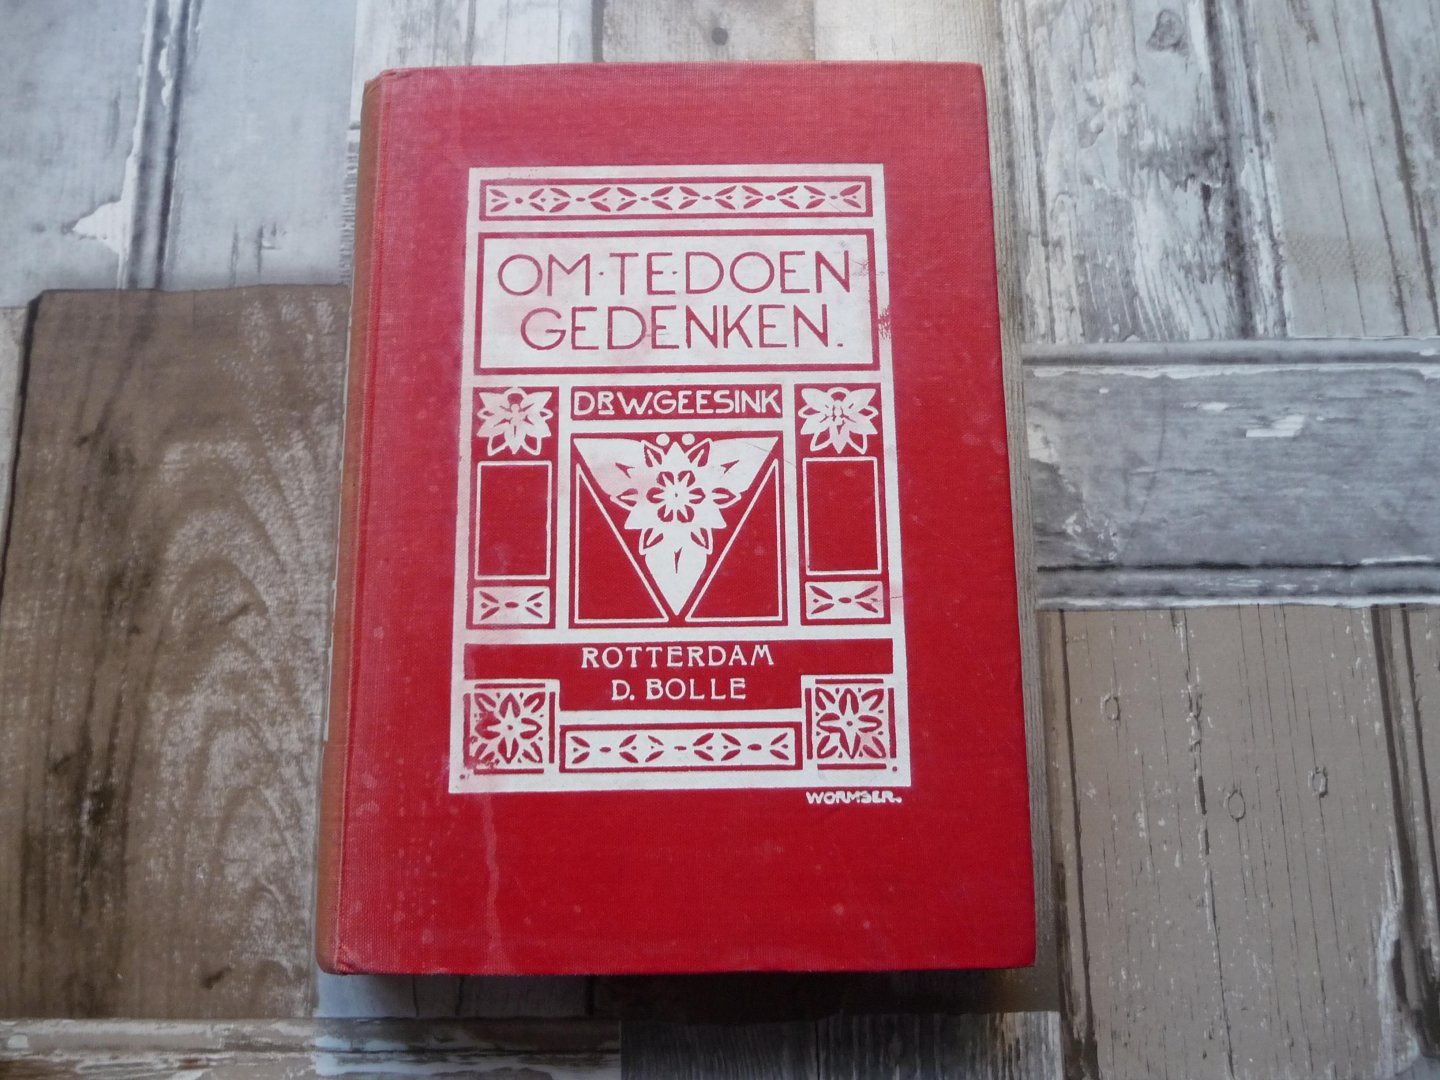 OM·TE·DOEN
GEDENKEN.
DR W. GEESINK
ROTTERDAM
D. BOLLE
WORMSER.